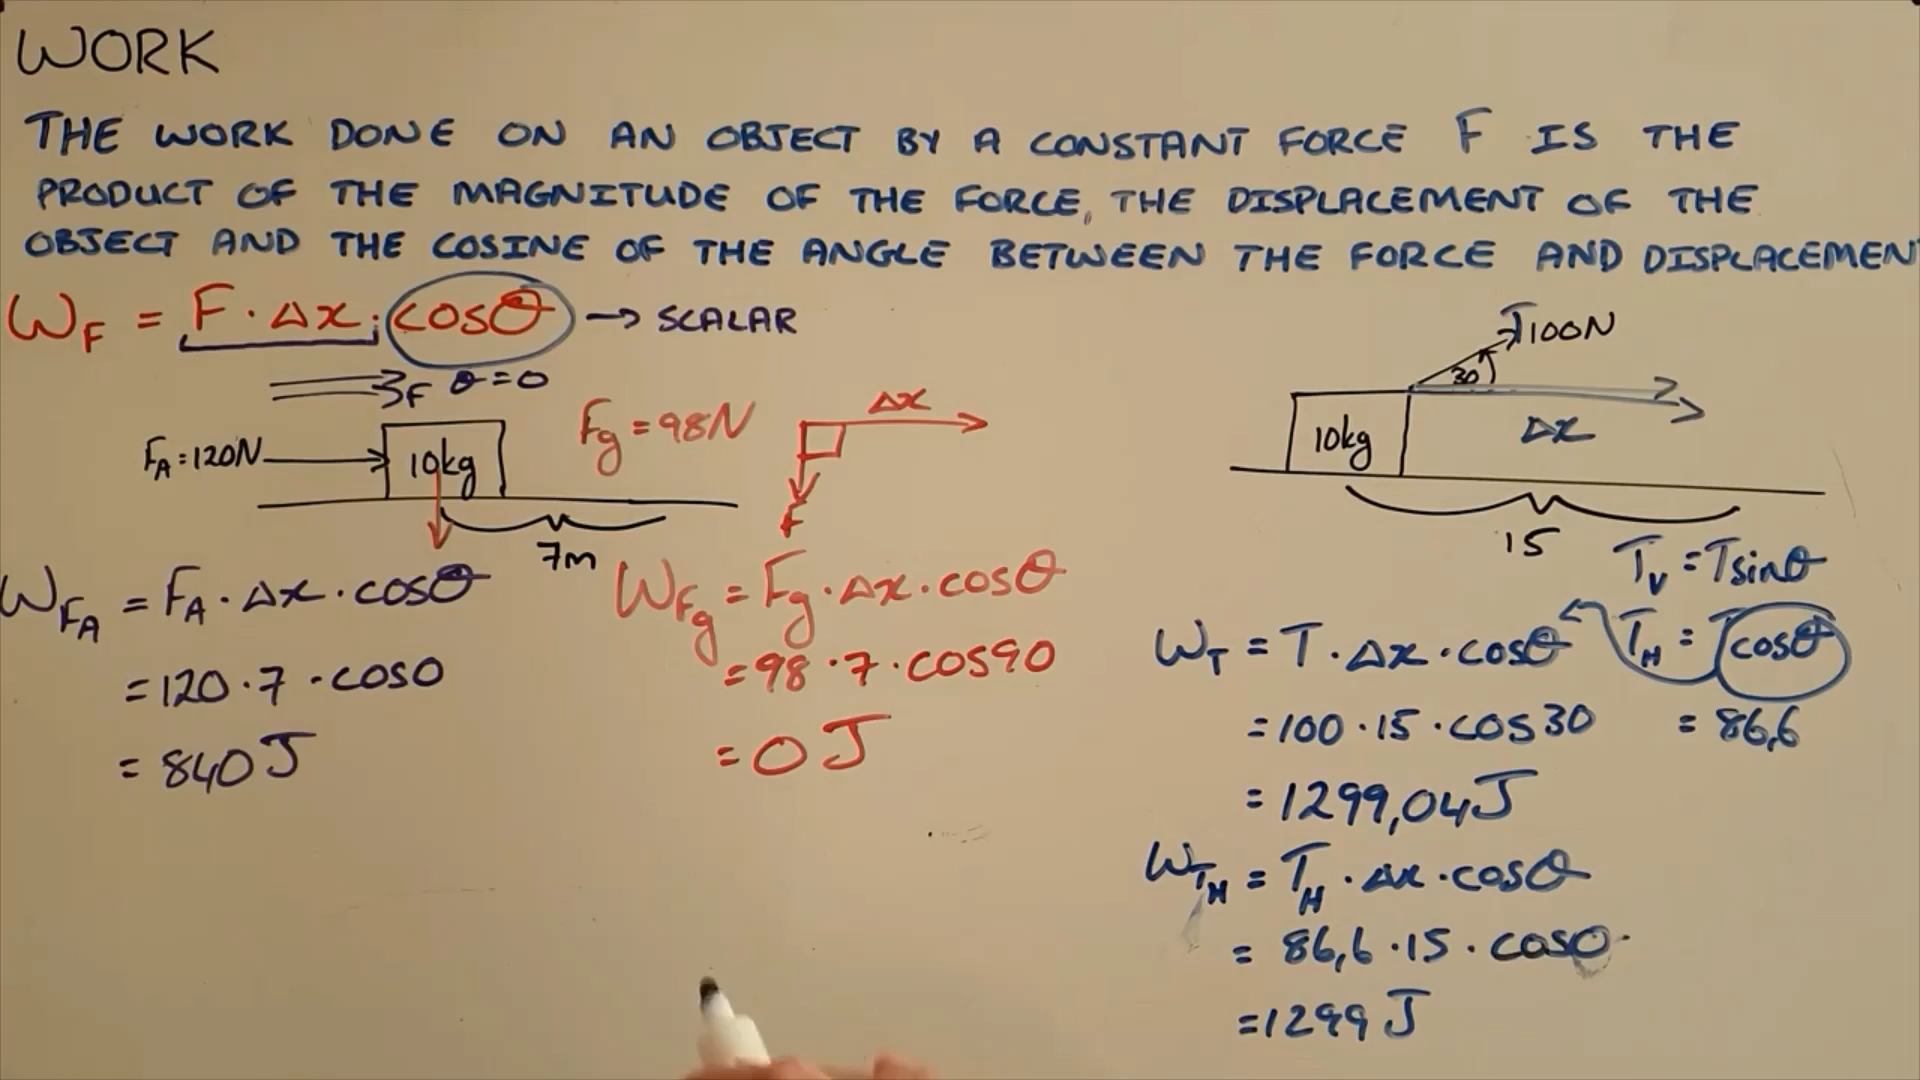 WORK
THE WORK DONE ON AN OBJECT BY A CONSTANT FORCE F IS THE
PRODUCT OF THE MAGNITUDE OF THE FORCE, THE DISPLACEMENT OF THE
OBJECT AND THE COSINE OF THE ANGLE BETWEEN THE FORCE AND DISPLACEMEN
W_F = F · Δx · cosθ → SCALAR
F θ=0
F_A = 120N
10kg
7m
F_g = 98N
Δx
F
W_FA = F_A · Δx · cosθ
= 120 · 7 · cos0
= 840J
W_Fg = Fg · Δx · cosθ
= 98 · 7 · cos90
= 0J
T 100N
30
10kg
Δx
15
T_V = Tsinθ
T_H = Tcosθ
= 86,6
W_T = T · Δx · cosθ
= 100 · 15 · cos30
= 1299,04J
W_TH = T_H · Δx · cosθ
= 86,6 · 15 · cos0
= 1299J